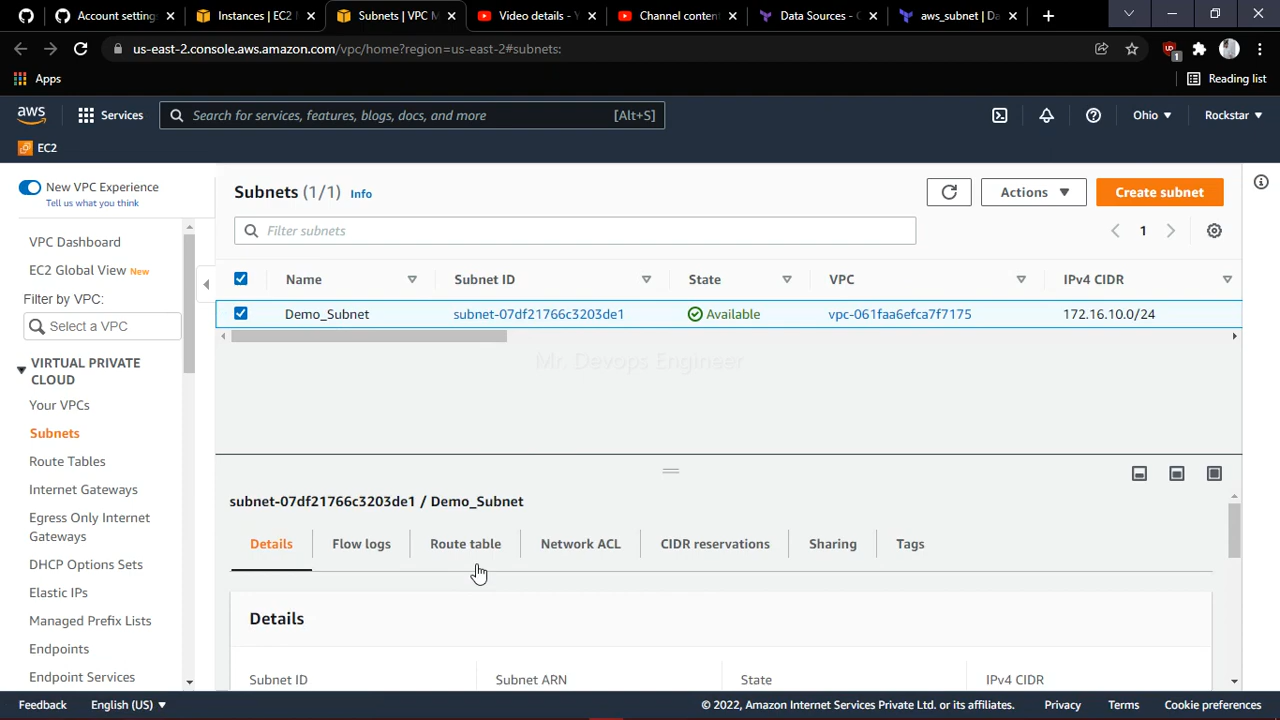 Account setting
Instances | EC2 M
Subnets | VPC M
Video details - Y
Channel content
Data Sources - C
aws_subnet | Da
us-east-2.console.aws.amazon.com/vpc/home?region=us-east-2#subnets:
1
Apps
Reading list
aws
Services
Search for services, features, blogs, docs, and more
[Alt+S]
Ohio
Rockstar
EC2
New VPC Experience
Tell us what you think
VPC Dashboard
EC2 Global View New
Filter by VPC:
Select a VPC
VIRTUAL PRIVATE
CLOUD
Your VPCs
Subnets
Route Tables
Internet Gateways
Egress Only Internet
Gateways
DHCP Options Sets
Elastic IPs
Managed Prefix Lists
Endpoints
Endpoint Services
Subnets (1/1) Info
Actions
Create subnet
Filter subnets
1
Name
Subnet ID
State
VPC
IPv4 CIDR
Demo_Subnet
subnet-07df21766c3203de1
Available
vpc-061faa6efca7f7175
172.16.10.0/24
Mr. Devops Engineer
subnet-07df21766c3203de1 / Demo_Subnet
Details
Flow logs
Route table
Network ACL
CIDR reservations
Sharing
Tags
Details
Subnet ID
Subnet ARN
State
IPv4 CIDR
Feedback
English (US)
© 2022, Amazon Internet Services Private Ltd. or its affiliates.
Privacy
Terms
Cookie preferences